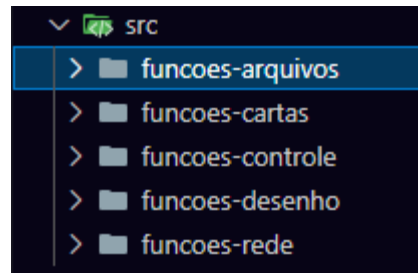 src
funcoes-arquivos
funcoes-cartas
funcoes-controle
funcoes-desenho
funcoes-rede